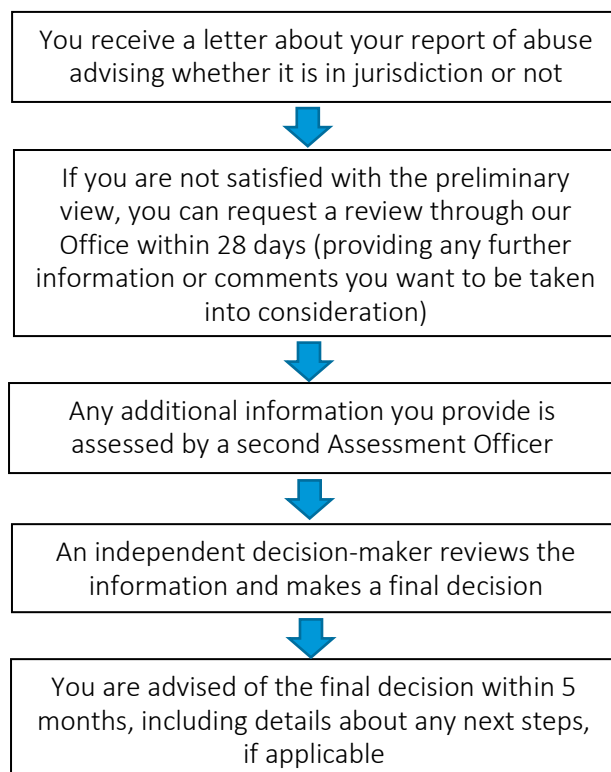 You receive a letter about your report of abuse
advising whether it is in jurisdiction or not
If you are not satisfied with the preliminary
view, you can request a review through our
Office within 28 days (providing any further
information or comments you want to be taken
into consideration)
Any additional information you provide is
assessed by a second Assessment Officer
An independent decision-maker reviews the
information and makes a final decision
You are advised of the final decision within 5
months, including details about any next steps,
if applicable